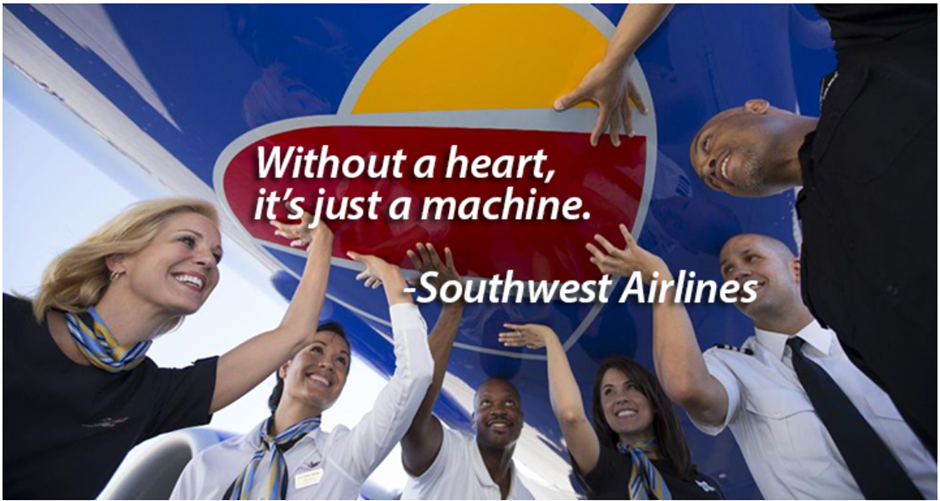 Without a heart,
it's just a machine.
-Southwest Airlines